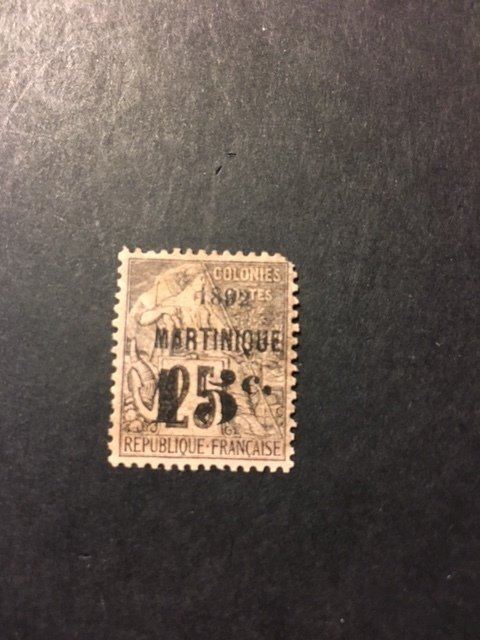 COLONIES
1892
MARTINIQUE
15 c.
REPUBLIQUE FRANÇAISE